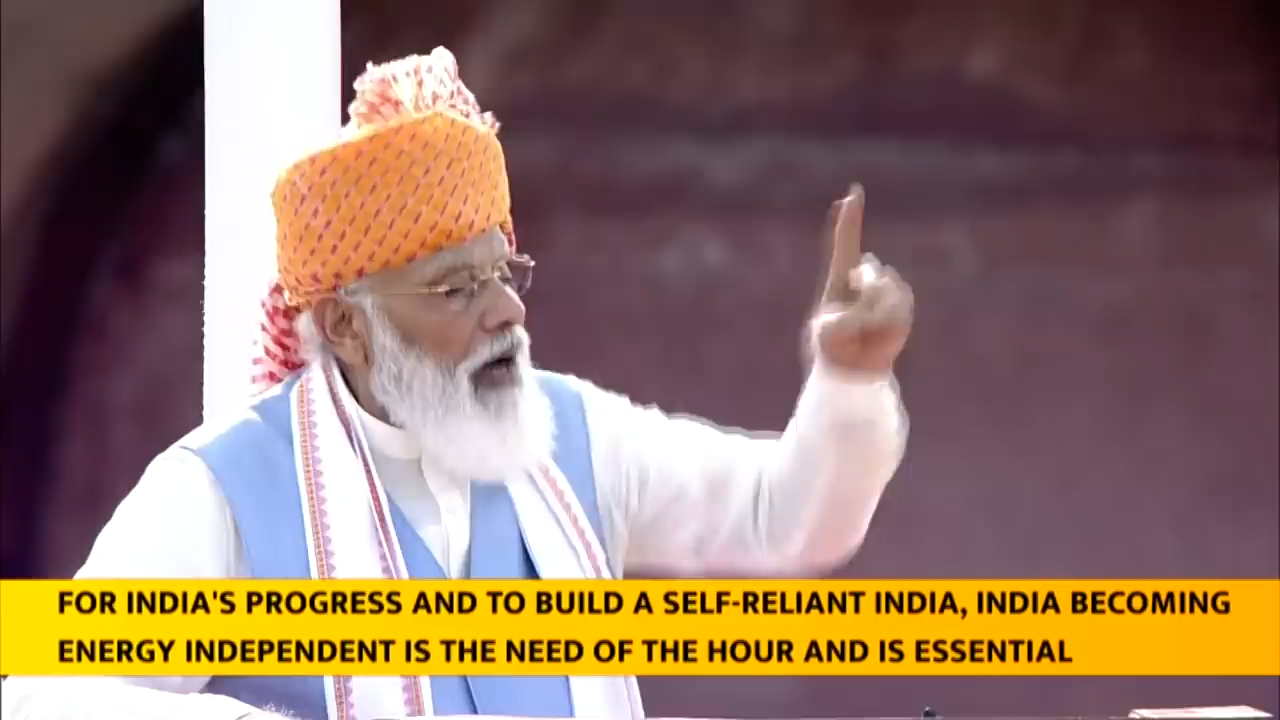 FOR INDIA'S PROGRESS AND TO BUILD A SELF-RELIANT INDIA, INDIA BECOMING
ENERGY INDEPENDENT IS THE NEED OF THE HOUR AND IS ESSENTIAL